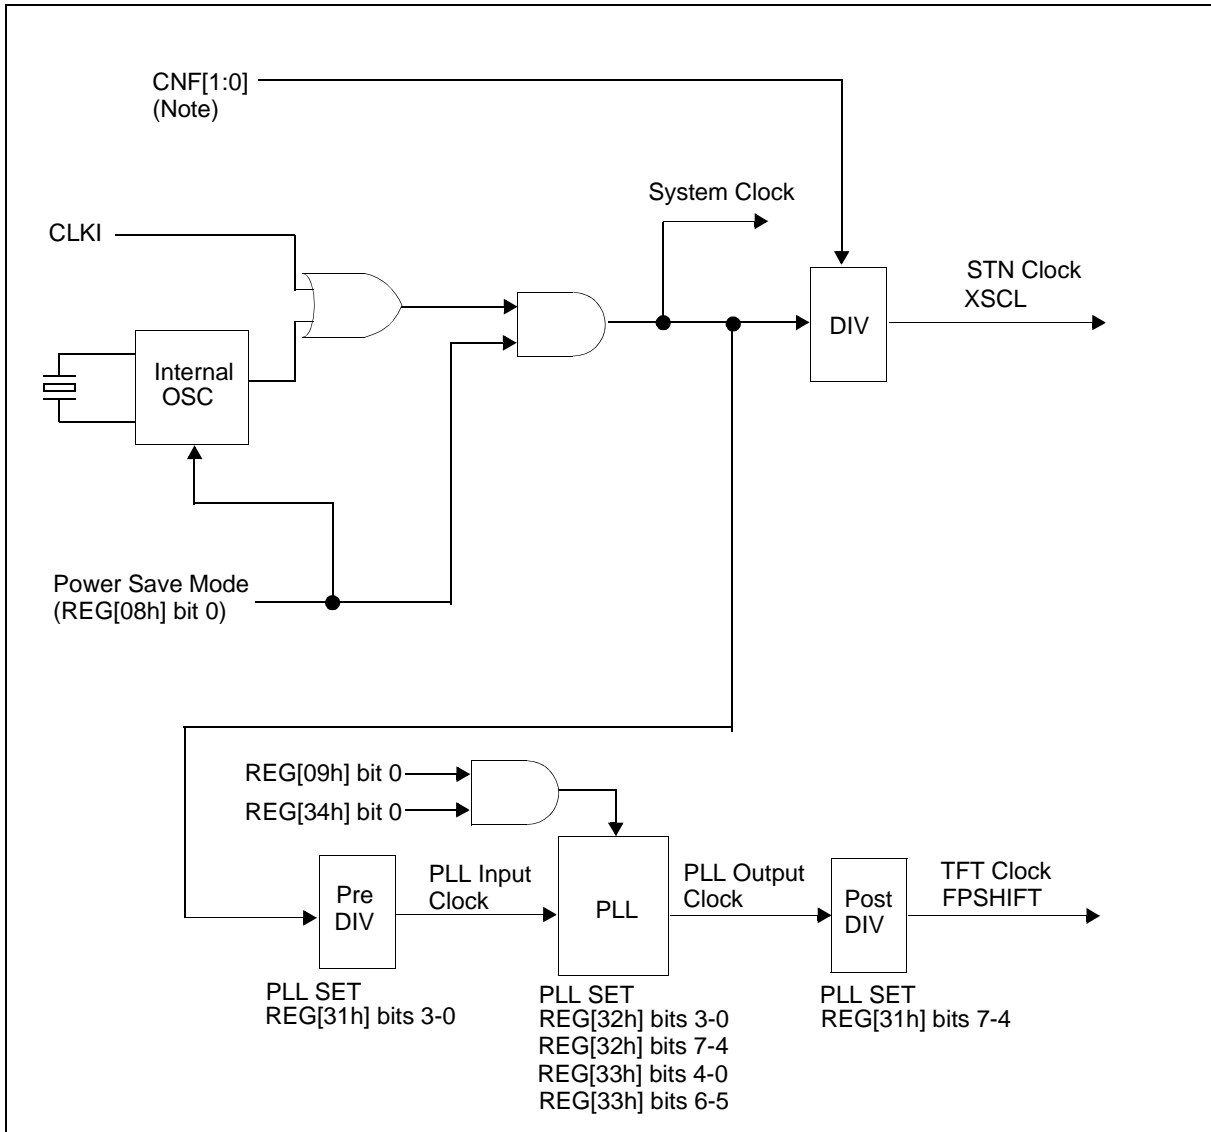 CNF[1:0]
(Note)
System Clock
CLKI
STN Clock
XSCL
DIV
Internal
OSC
Power Save Mode
(REG[08h] bit 0)
REG[09h] bit 0
REG[34h] bit 0
PLL Input
Clock
PLL Output
Clock
TFT Clock
FPSHIFT
Pre
DIV
PLL
Post
DIV
PLL SET
REG[31h] bits 3-0
PLL SET
REG[32h] bits 3-0
REG[32h] bits 7-4
REG[33h] bits 4-0
REG[33h] bits 6-5
PLL SET
REG[31h] bits 7-4